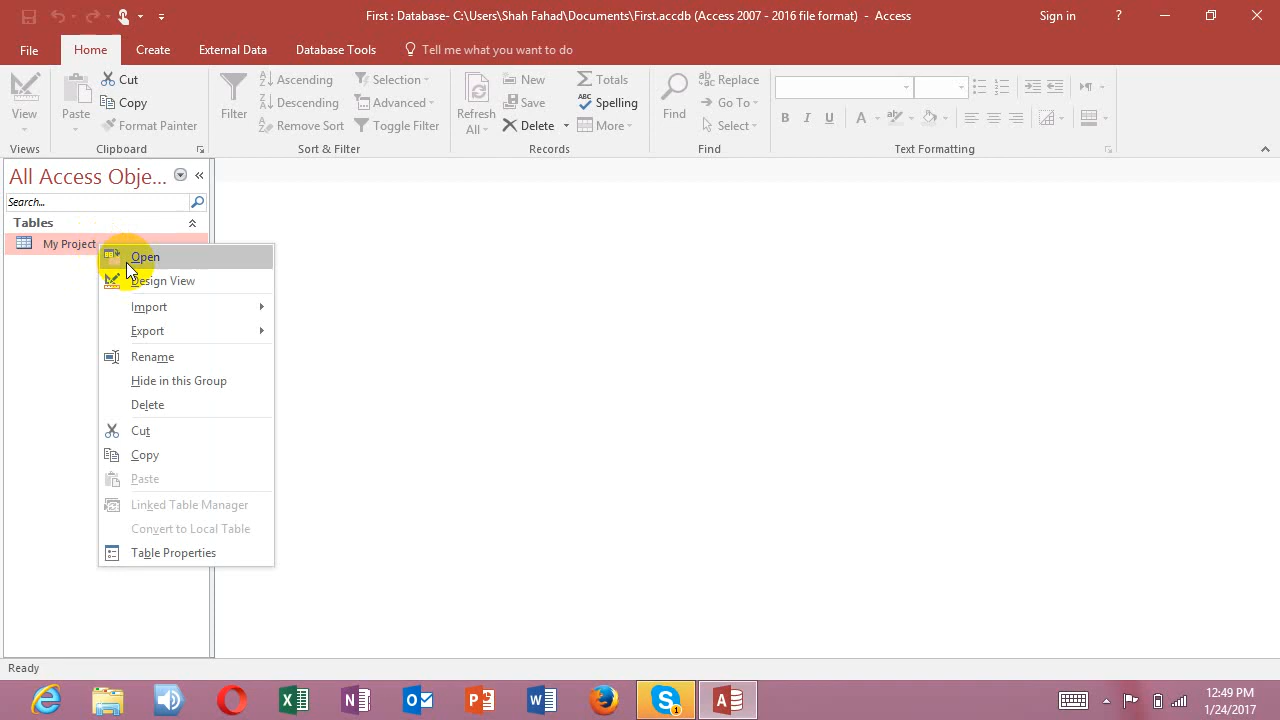 First : Database- C:\Users\Shah Fahad\Documents\First.accdb (Access 2007 - 2016 file format) - Access
Sign in
?
File
Home
Create
External Data
Database Tools
Tell me what you want to do
View
Views
Paste
Cut
Copy
Format Painter
Clipboard
Filter
Ascending
Descending
Sort
Selection
Advanced
Toggle Filter
Sort & Filter
Refresh
All
New
Save
Delete
Totals
Spelling
More
Records
Find
Replace
Go To
Select
Find
B I U A
Text Formatting
All Access Obje...
Search...
Tables
My Project
Open
Design View
Import
Export
Rename
Hide in this Group
Delete
Cut
Copy
Paste
Linked Table Manager
Convert to Local Table
Table Properties
Ready
12:49 PM
1/24/2017